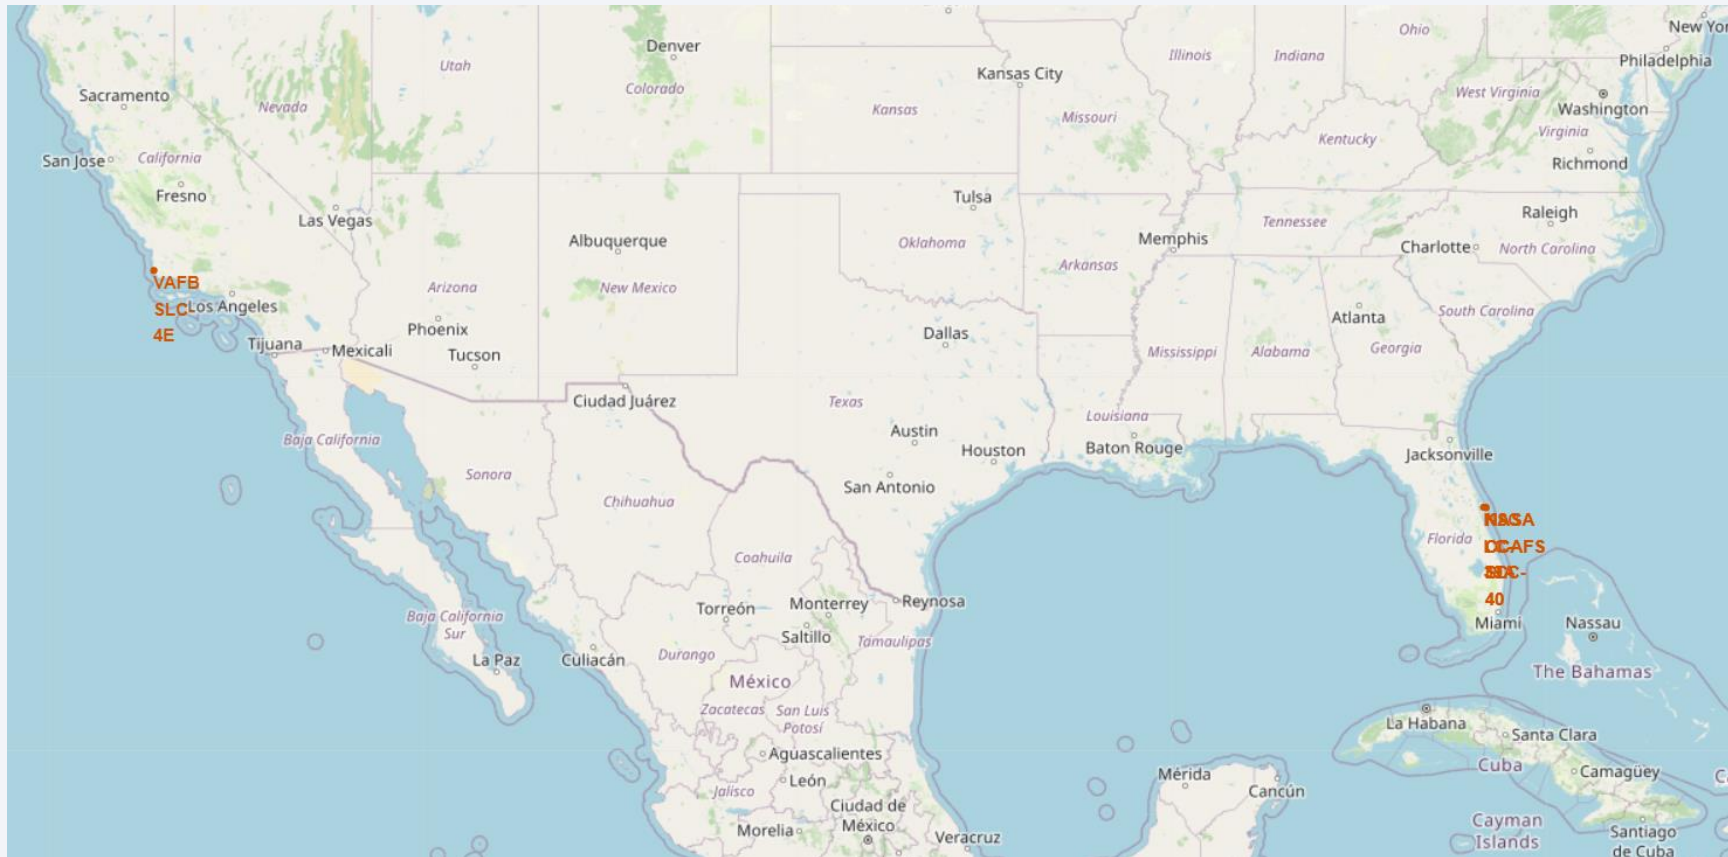 New Yor
Ohio
Denver
Illinois
Indiana
Philadelphia
Utah
Kansas City
Colorado
Sacramento
West Virginia
Nevada
Kansas
Missouri
Washington
Virginia
Kentucky
San Jose
California
Richmond
Fresno
Tulsa
Las Vegas
Raleigh
Tennessee
Albuquerque
Oklahoma
Memphis
Charlotte
North Carolina
Arkansas
VAFB
SLC-
4E
Arizona
New Mexico
Los Angeles
South Carolina
Atlanta
Phoenix
Dallas
Tijuana
Mexicali
Tucson
Mississippi
Alabama
Georgia
Ciudad Juárez
Texas
Louisiana
Austin
Baja California
Houston
Baton Rouge
Jacksonville
Sonora
San Antonio
Chihuahua
Florida
40
Coahuila
Torreón
Monterrey
Reynosa
Baja California
Sur
Saltillo
Tamaulipas
Miami
Nassau
La Paz
Culiacán
Durango
The Bahamas
México
Zacatecas
San Luis
Potosí
La Habana
Santa Clara
Aguascalientes
Cuba
Camagüey
León
Mérida
Jalisco
Cancún
Ciudad de
México
Morelia
Veracruz
Cayman
Islands
Santiago
de Cuba